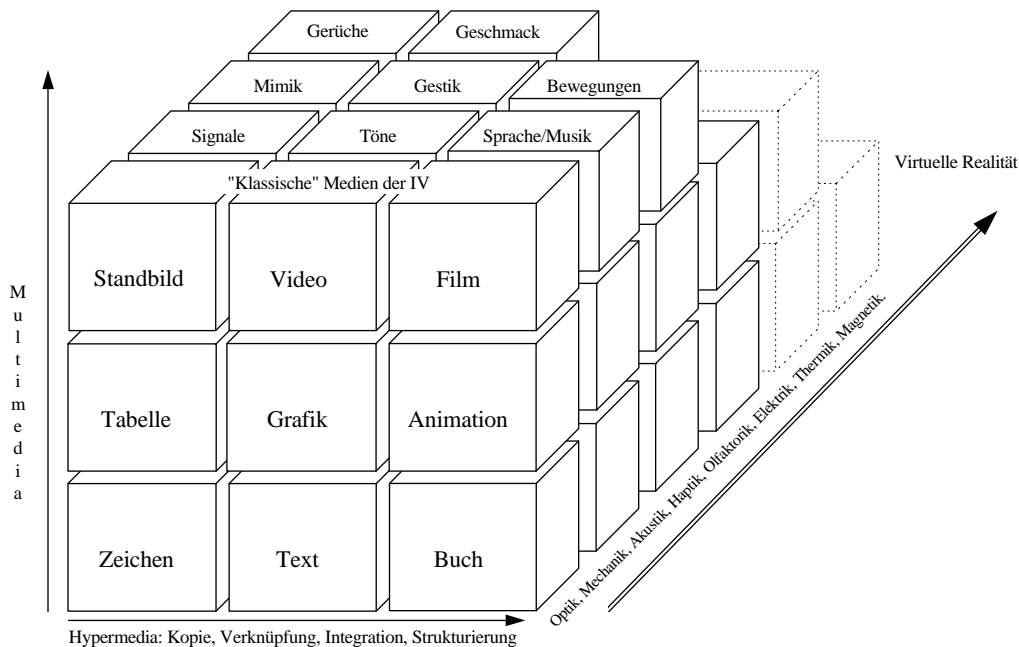 Gerüche Geschmack
Mimik Gestik Bewegungen
Signale Töne Sprache/Musik
"Klassische" Medien der IV
Virtuelle Realität
Standbild Video Film
Multimedia
Tabelle Grafik Animation
Zeichen Text Buch
Optik, Mechanik, Akustik, Haptik, Olfaktorik, Elektrik, Thermik, Magnetik.
Hypermedia: Kopie, Verknüpfung, Integration, Strukturierung